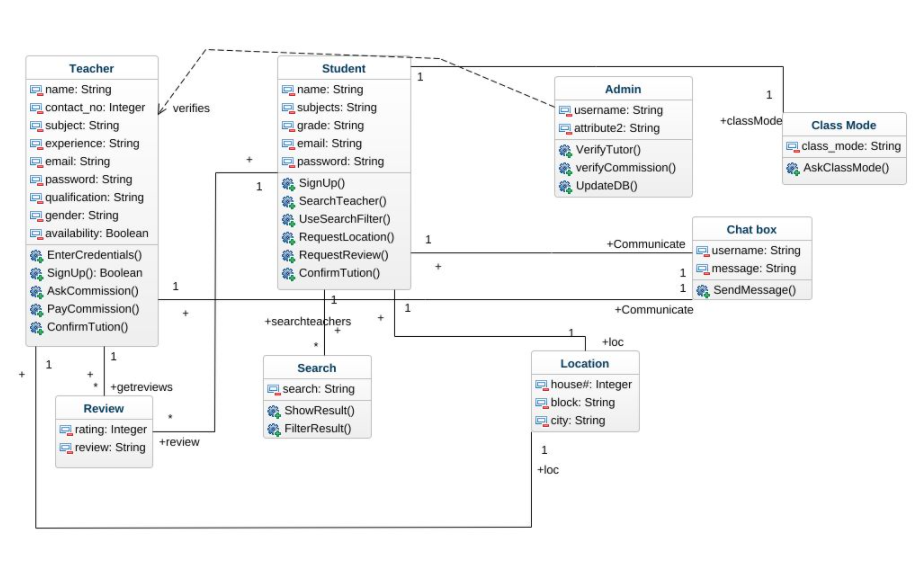 Teacher
name: String
contact_no: Integer
subject: String
experience: String
email: String
password: String
qualification: String
gender: String
availability: Boolean
EnterCredentials()
SignUp(): Boolean
AskCommission()
PayCommission()
ConfirmTution()
verifies
Student
name: String
subjects: String
grade: String
email: String
password: String
SignUp()
SearchTeacher()
UseSearchFilter()
RequestLocation()
RequestReview()
ConfirmTution()
1
Admin
username: String
attribute2: String
VerifyTutor()
verifyCommission()
UpdateDB()
1
+classMode
Class Mode
class_mode: String
AskClassMode()
+
1
1
+
+Communicate
1
Chat box
username: String
message: String
SendMessage()
1
+
1
+Communicate
1
+searchteachers
+
*
+
1
1
+loc
Search
search: String
ShowResult()
FilterResult()
Location
house#: Integer
block: String
city: String
+
1
1
+
*
+getreviews
Review
rating: Integer
review: String
*
+review
1
+loc